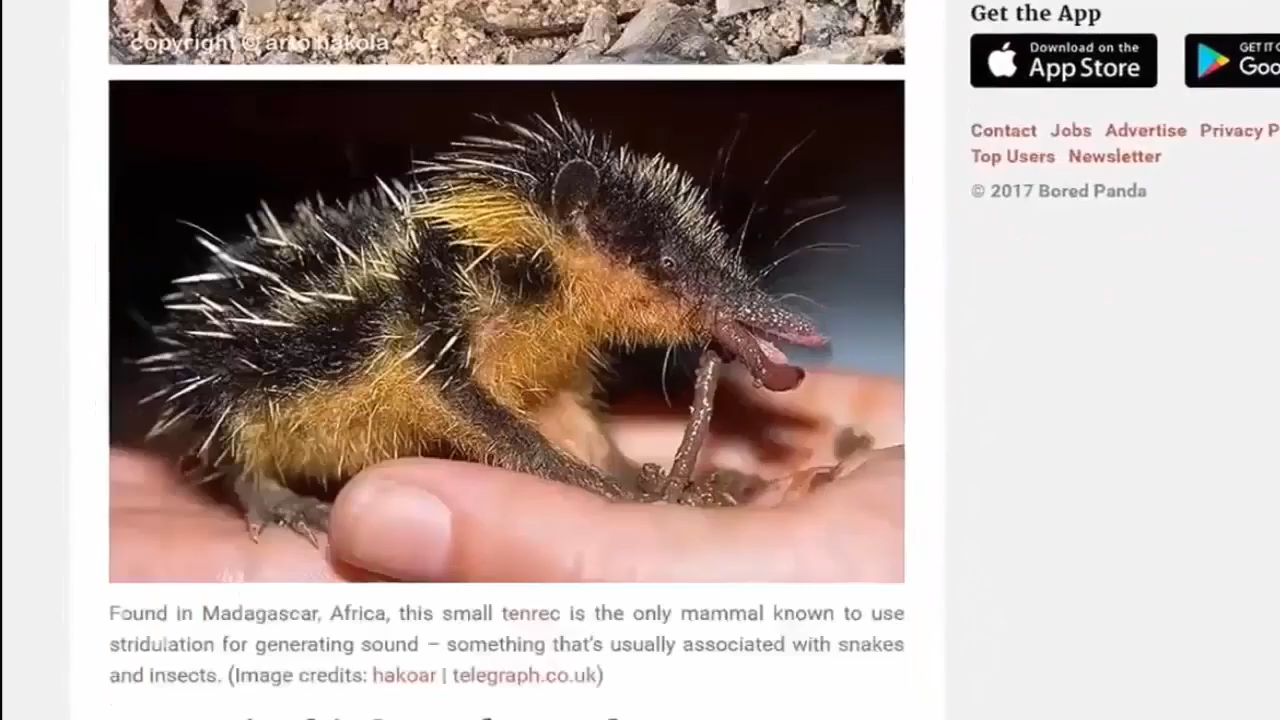 copyright © arto hakola
Get the App
Download on the
App Store
GET IT
Goo
Contact Jobs Advertise Privacy P
Top Users Newsletter
© 2017 Bored Panda
Found in Madagascar, Africa, this small tenrec is the only mammal known to use
stridulation for generating sound – something that's usually associated with snakes
and insects. (Image credits: hakoar | telegraph.co.uk)